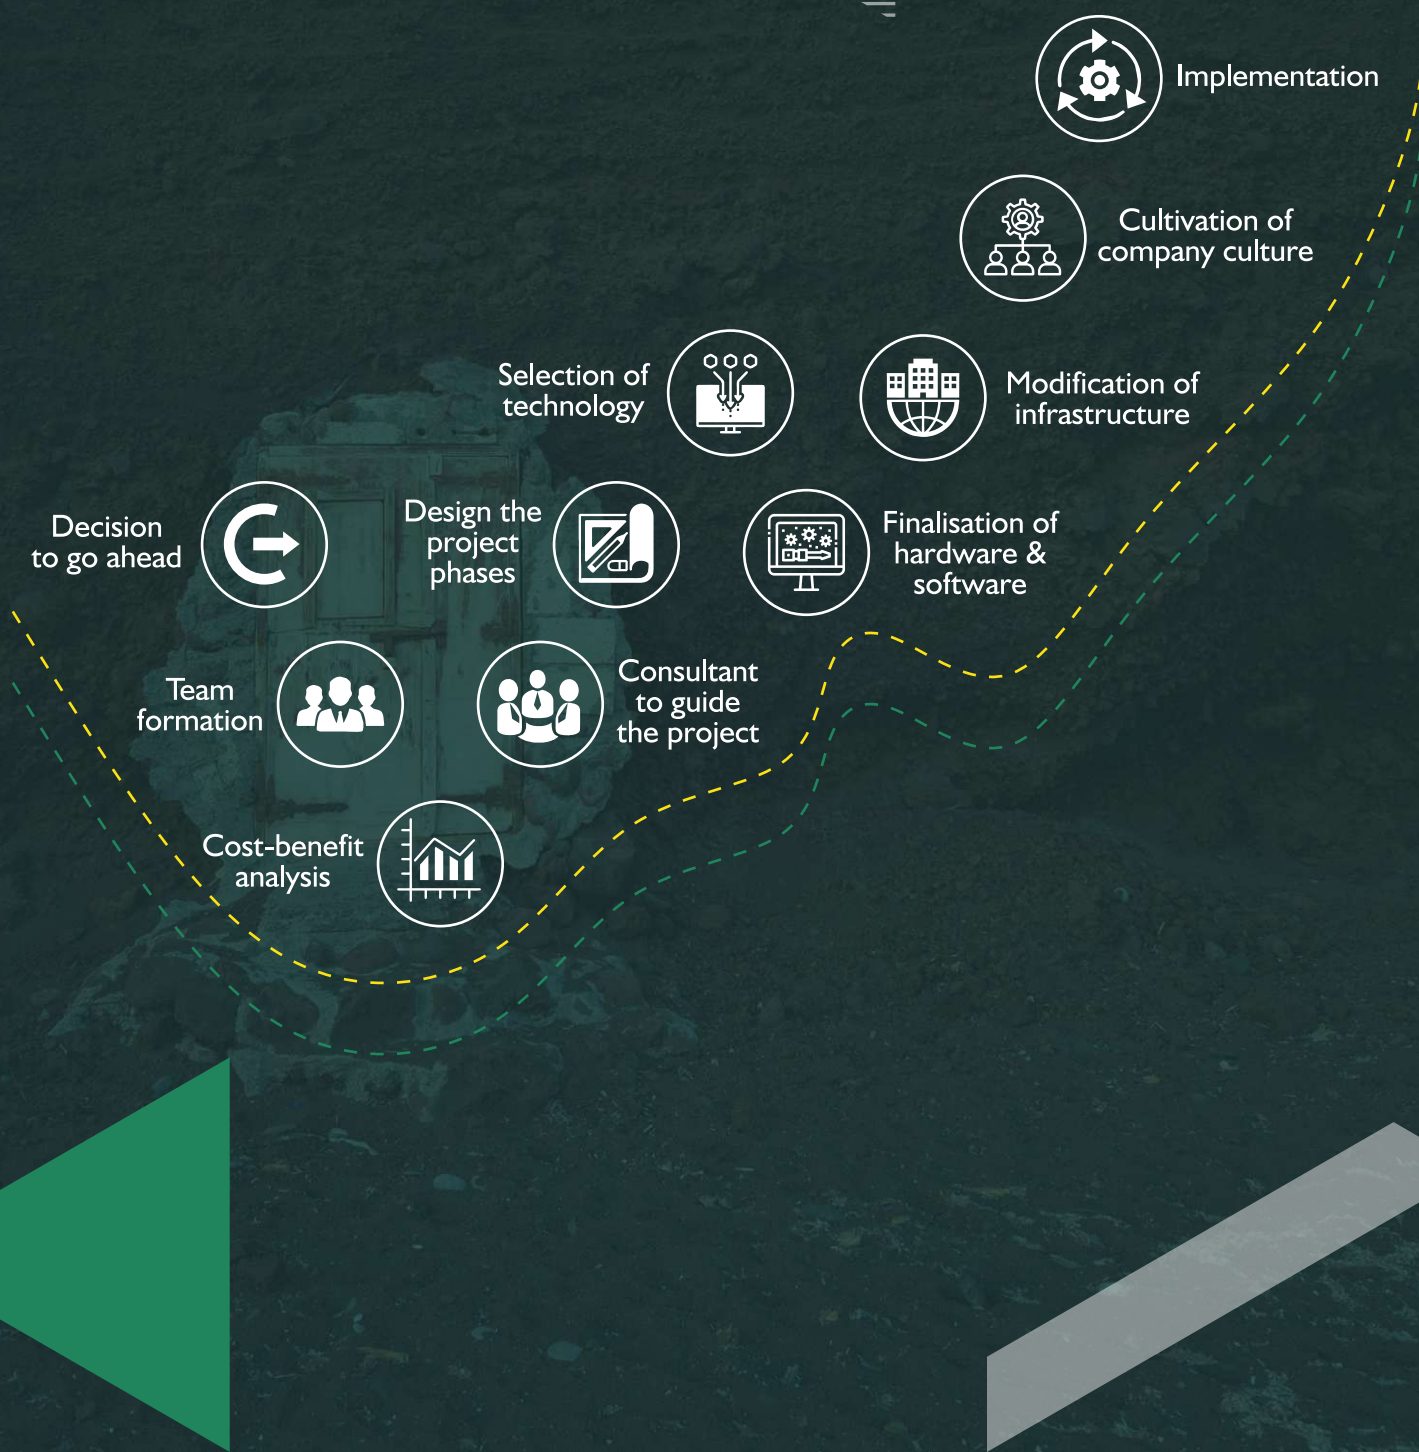 Implementation
Cultivation of
company culture
Selection of
technology
Modification of
infrastructure
Decision
to go ahead
Design the
project
phases
Finalisation of
hardware &
software
Team
formation
Consultant
to guide
the project
Cost-benefit
analysis